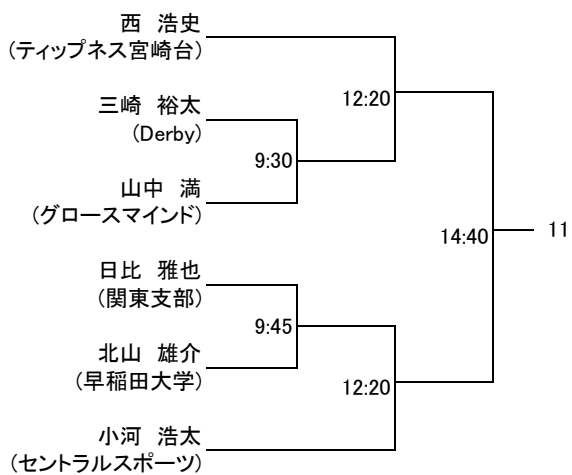 西 浩史
(ティップネス宮崎台)
12:20
三崎 裕太
(Derby)
9:30
山中 満
(グロースマインド)
14:40
11
日比 雅也
(関東支部)
9:45
北山 雄介
(早稲田大学)
12:20
小河 浩太
(セントラルスポーツ)